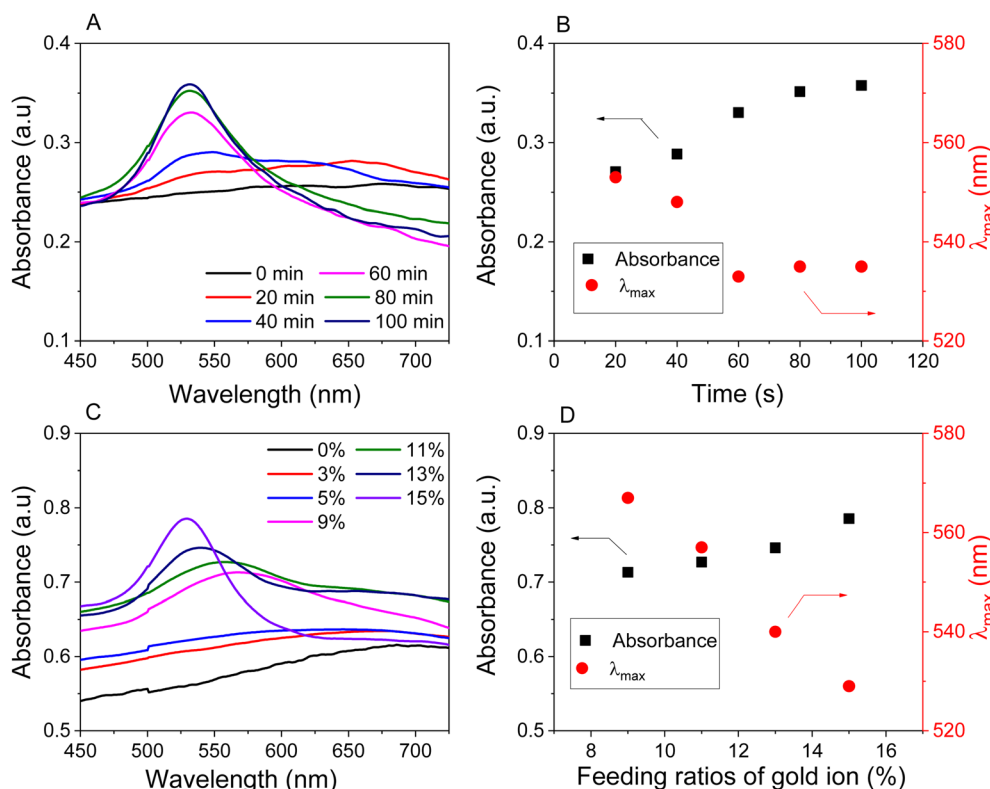 A
Absorbance (a.u)
0.4
0.3
0.2
0.1
0 min
20 min
40 min
60 min
80 min
100 min
450 500 550 600 650 700
Wavelength (nm)
B
Absorbance (a.u.)
0.4
0.3
0.2
0.1
Absorbance
λmax
580
560
540
520
λmax (nm)
0 20 40 60 80 100 120
Time (s)
C
Absorbance (a.u)
0.9
0.8
0.7
0.6
0.5
0%
3%
5%
9%
11%
13%
15%
450 500 550 600 650 700
Wavelength (nm)
D
Absorbance (a.u.)
0.9
0.8
0.7
0.6
0.5
Absorbance
λmax
580
560
540
520
λmax (nm)
8 10 12 14 16
Feeding ratios of gold ion (%)